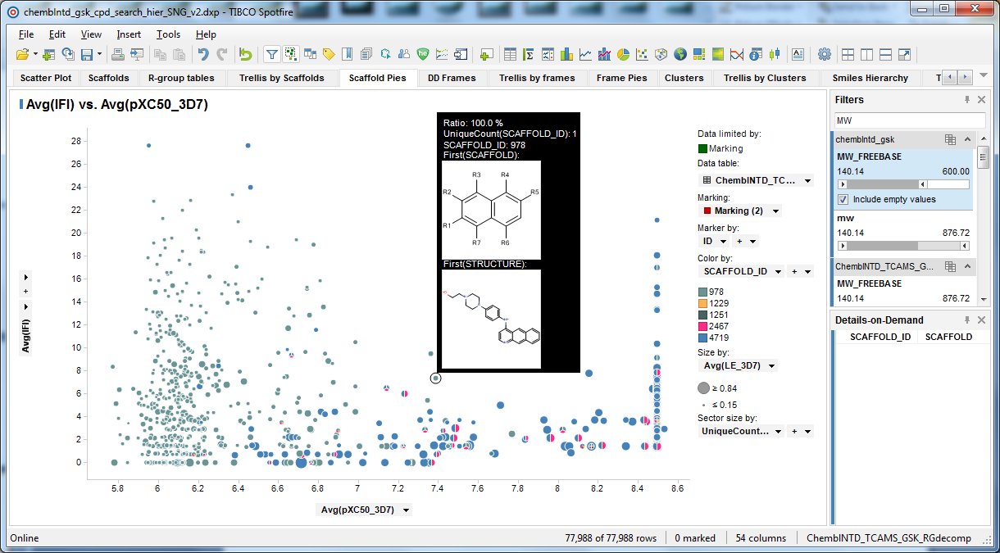 chembIntd_gsk_cpd_search_hier_SNG_v2.dxp - TIBCO Spotfire
File Edit View Insert Tools Help
Scatter Plot Scaffolds R-group tables Trellis by Scaffolds Scaffold Pies DD Frames Trellis by frames Frame Pies Clusters Trellis by Clusters Smiles Hierarchy T
Avg(IFI) vs. Avg(pXC50_3D7)
28
26
24
22
20
18
16
14
12
10
8
6
4
2
0
+
Avg(IFI)
5.8 6 6.2 6.4 6.6 6.8 7 7.2 7.4 7.6 7.8 8 8.2 8.4 8.6
Avg(pXC50_3D7)
Ratio: 100.0 %
UniqueCount(SCAFFOLD_ID): 1
SCAFFOLD_ID: 978
First(SCAFFOLD):
R3 R4
R2 R5
R1
R7 R6
First(STRUCTURE):
Data limited by:
Marking
Data table:
ChembINTD_TC...
Marking:
Marking (2)
Marker by:
ID +
Color by:
SCAFFOLD_ID +
978
1229
1251
2467
4719
Size by:
Avg(LE_3D7)
≥ 0.84
≤ 0.15
Sector size by:
UniqueCount... +
Filters
MW
chembIntd_gsk
MW_FREEBASE
140.14 600.00
Include empty values
mw
140.14 876.72
ChembINTD_TCAMS_G...
MW_FREEBASE
140.14 876.72
Details-on-Demand
SCAFFOLD_ID SCAFFOLD
Online 77,988 of 77,988 rows 0 marked 54 columns ChembINTD_TCAMS_GSK_RGdecomp